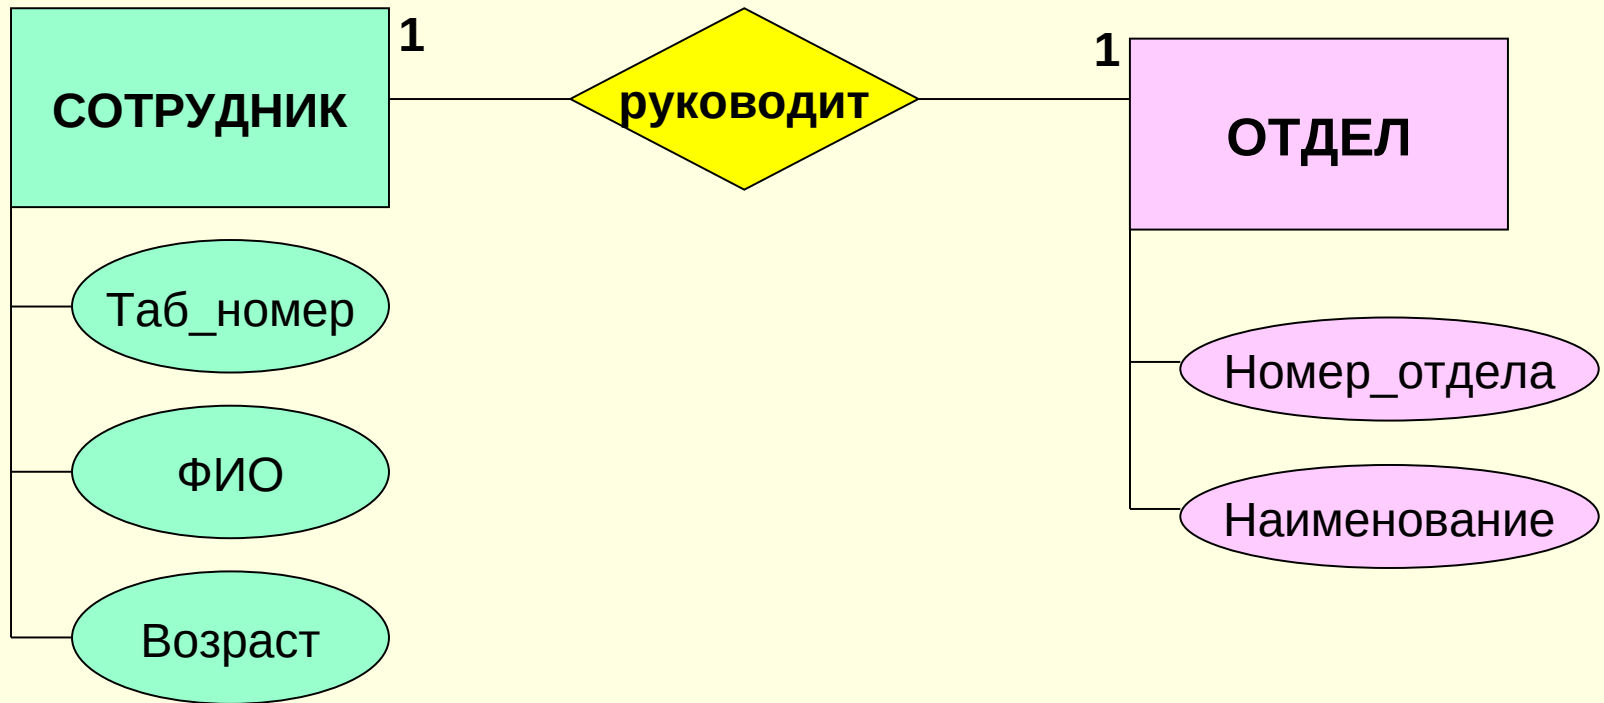 СОТРУДНИК
1
руководит
1
ОТДЕЛ
Таб_номер
ФИО
Возраст
Номер_отдела
Наименование